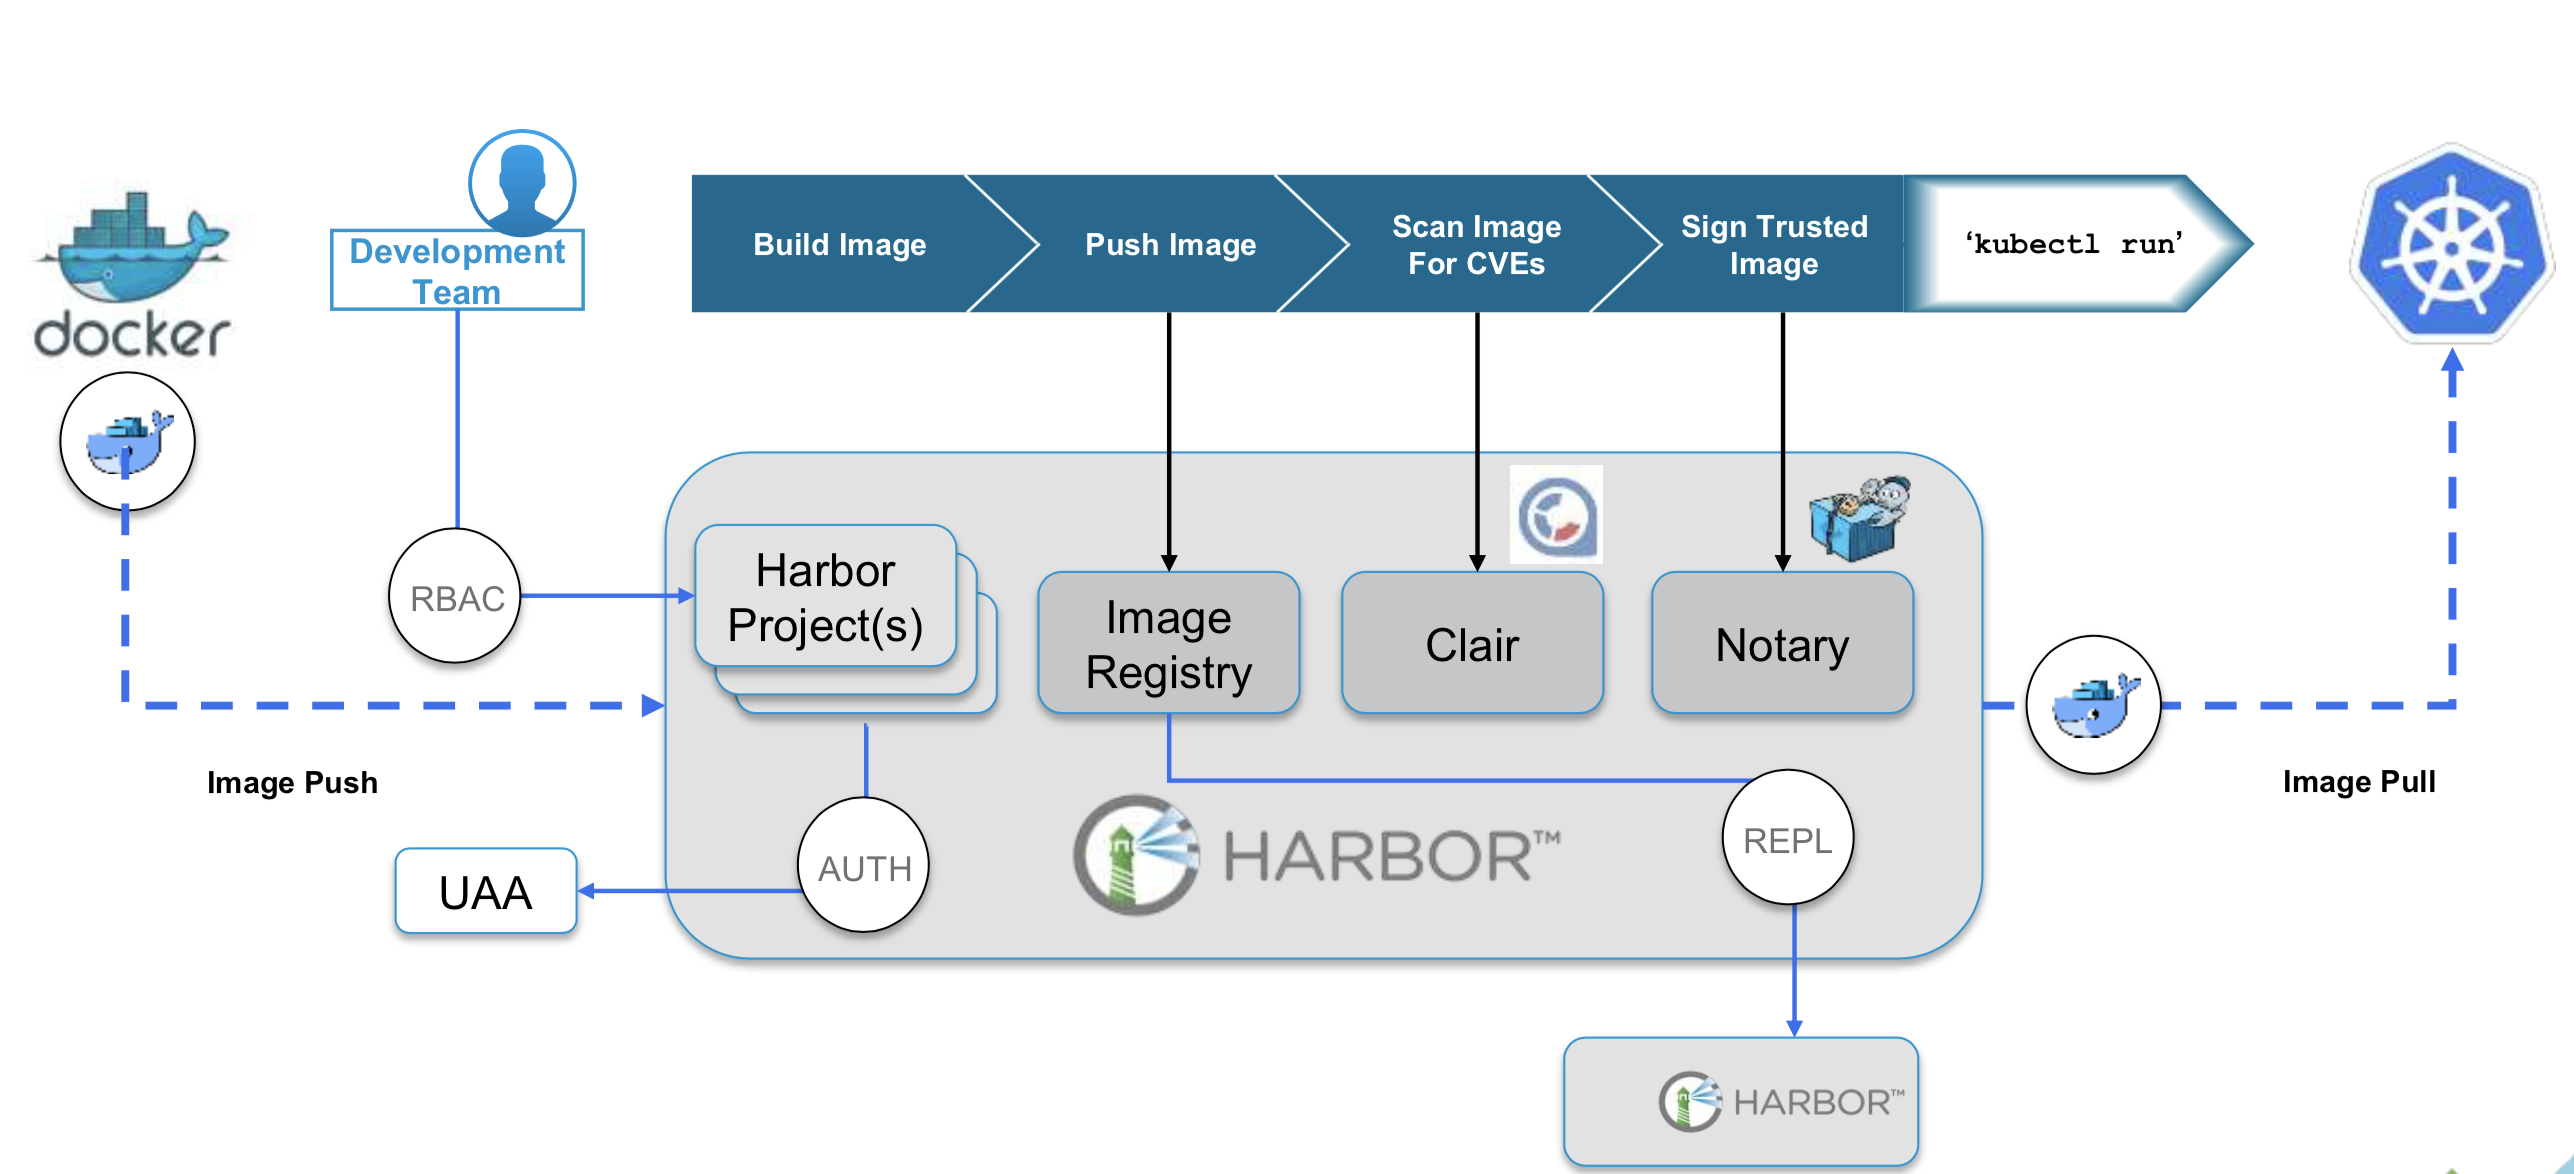 docker
Development
Team
Build Image
Push Image
Scan Image
For CVEs
Sign Trusted
Image
‘kubectl run’
RBAC
Harbor
Project(s)
Image
Registry
Clair
Notary
Image Push
Image Pull
UAA
AUTH
HARBOR™
REPL
HARBOR™